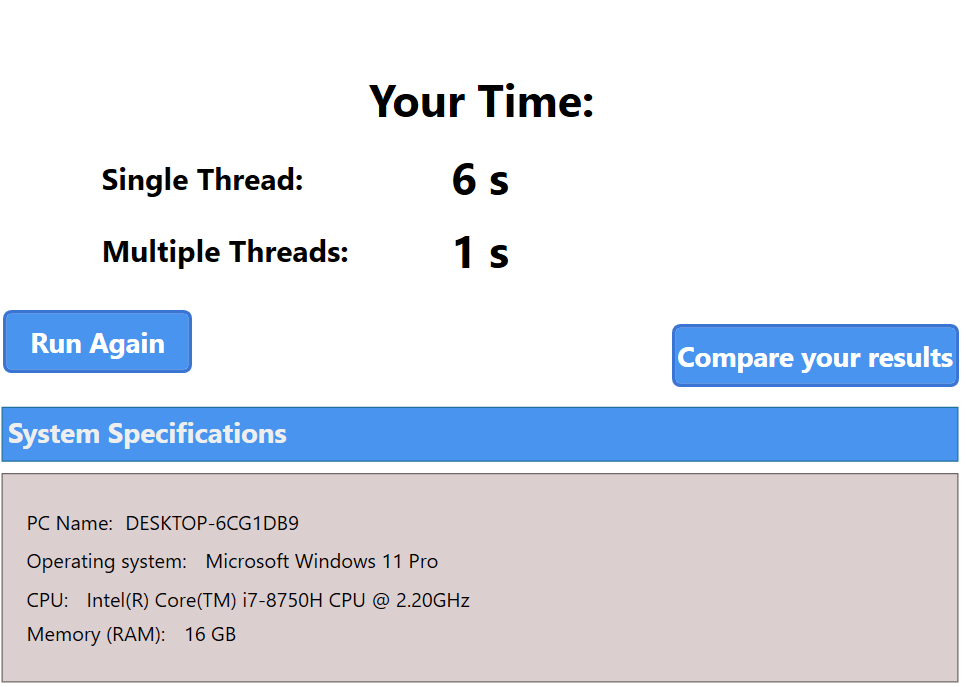 Your Time:
Single Thread: 6 s
Multiple Threads: 1 s
Run Again
Compare your results
System Specifications
PC Name: DESKTOP-6CG1DB9
Operating system: Microsoft Windows 11 Pro
CPU: Intel(R) Core(TM) i7-8750H CPU @ 2.20GHz
Memory (RAM): 16 GB